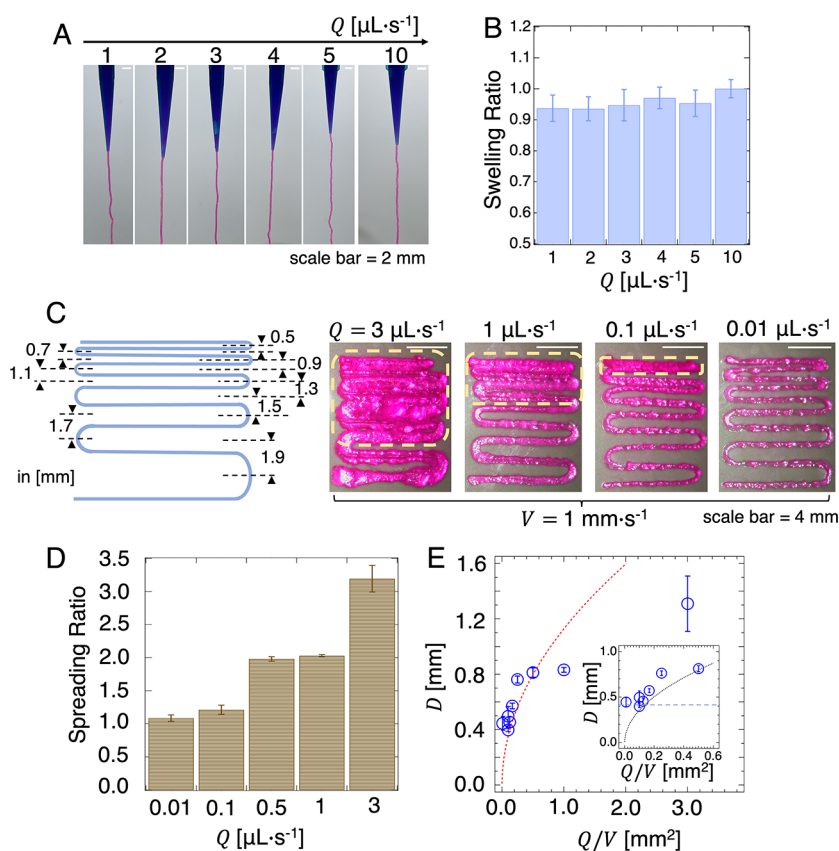 A
Q [μL·s⁻¹]
1 2 3 4 5 10
scale bar = 2 mm
B
Swelling Ratio
1.2
1.1
1.0
0.9
0.8
0.7
0.6
0.5
1 2 3 4 5 10
Q [μL·s⁻¹]
C
0.5
0.7
0.9
1.1
1.3
1.5
1.7
1.9
in [mm]
Q = 3 μL·s⁻¹ 1 μL·s⁻¹ 0.1 μL·s⁻¹ 0.01 μL·s⁻¹
V = 1 mm·s⁻¹
scale bar = 4 mm
D
Spreading Ratio
3.5
3.0
2.5
2.0
1.5
1.0
0.5
0.0
0.01 0.1 0.5 1 3
Q [μL·s⁻¹]
E
D [mm]
1.6
1.2
0.8
0.4
0.0
0.0 1.0 2.0 3.0
Q/V [mm²]
D [mm]
1.0
0.5
0.0
0.0 0.2 0.4 0.6
Q/V [mm²]